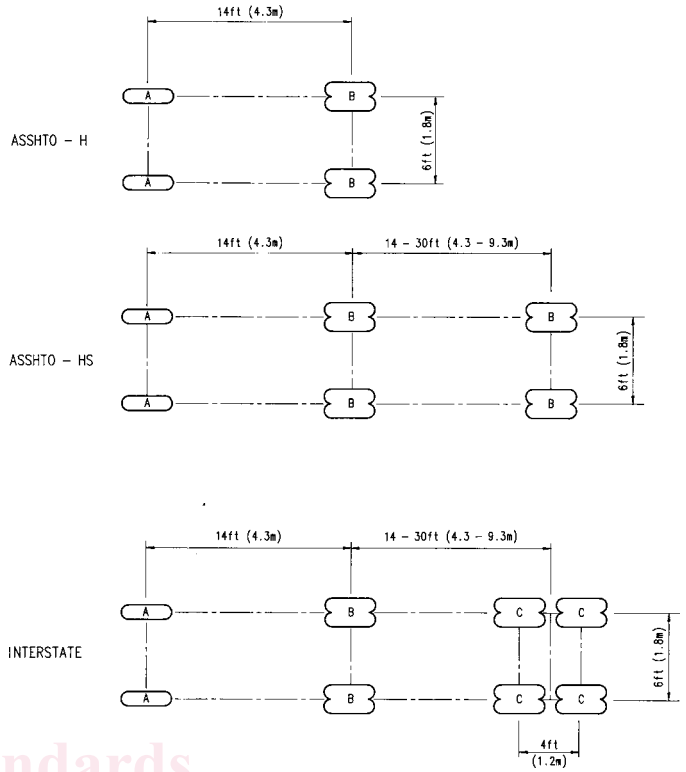 14ft (4.3m)
A B
ASSHTO - H
6ft (1.8m)
A B
14ft (4.3m) 14 - 30ft (4.3 - 9.3m)
A B B
ASSHTO - HS
6ft (1.8m)
A B B
14ft (4.3m) 14 - 30ft (4.3 - 9.3m)
A B C C
INTERSTATE
6ft (1.8m)
A B C C
4ft
(1.2m)
ndards